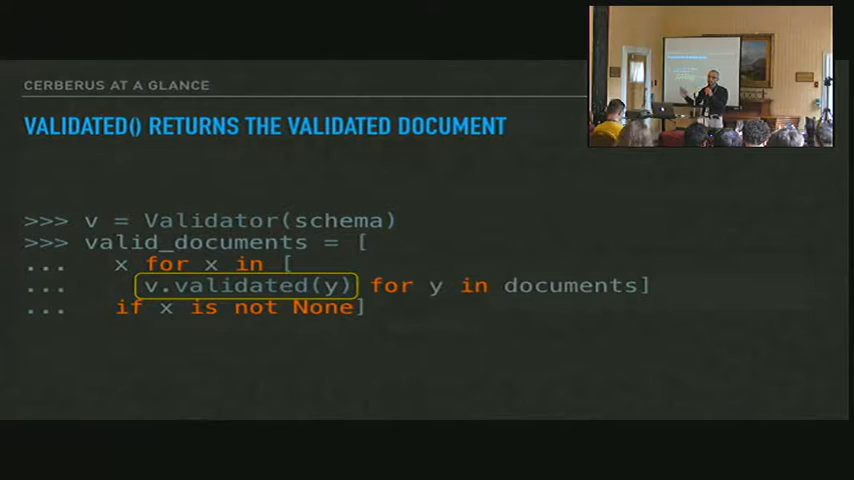 CERBERUS AT A GLANCE
VALIDATED() RETURNS THE VALIDATED DOCUMENT
>>> v = Validator(schema)
>>> valid_documents = [
... x for x in [
... v.validated(y) for y in documents]
... if x is not None]